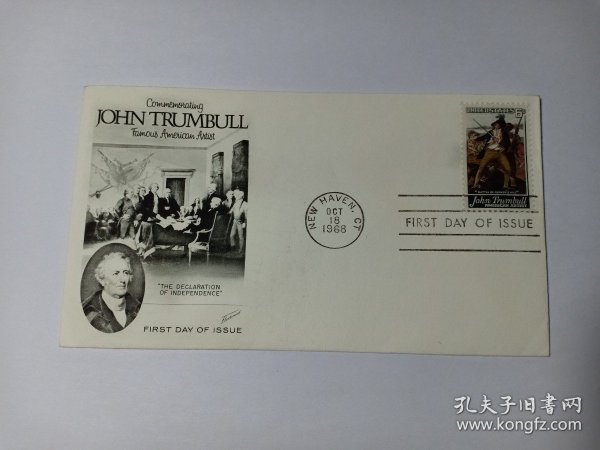 Commemorating
JOHN TRUMBULL
Famous American Artist
"THE DECLARATION
OF INDEPENDENCE"
FIRST DAY OF ISSUE
NEW HAVEN, CT
OCT
18
1968
UNITED STATES 6c
John Trumbull
FIRST DAY OF ISSUE
孔夫子旧书网
www.kongfz.com